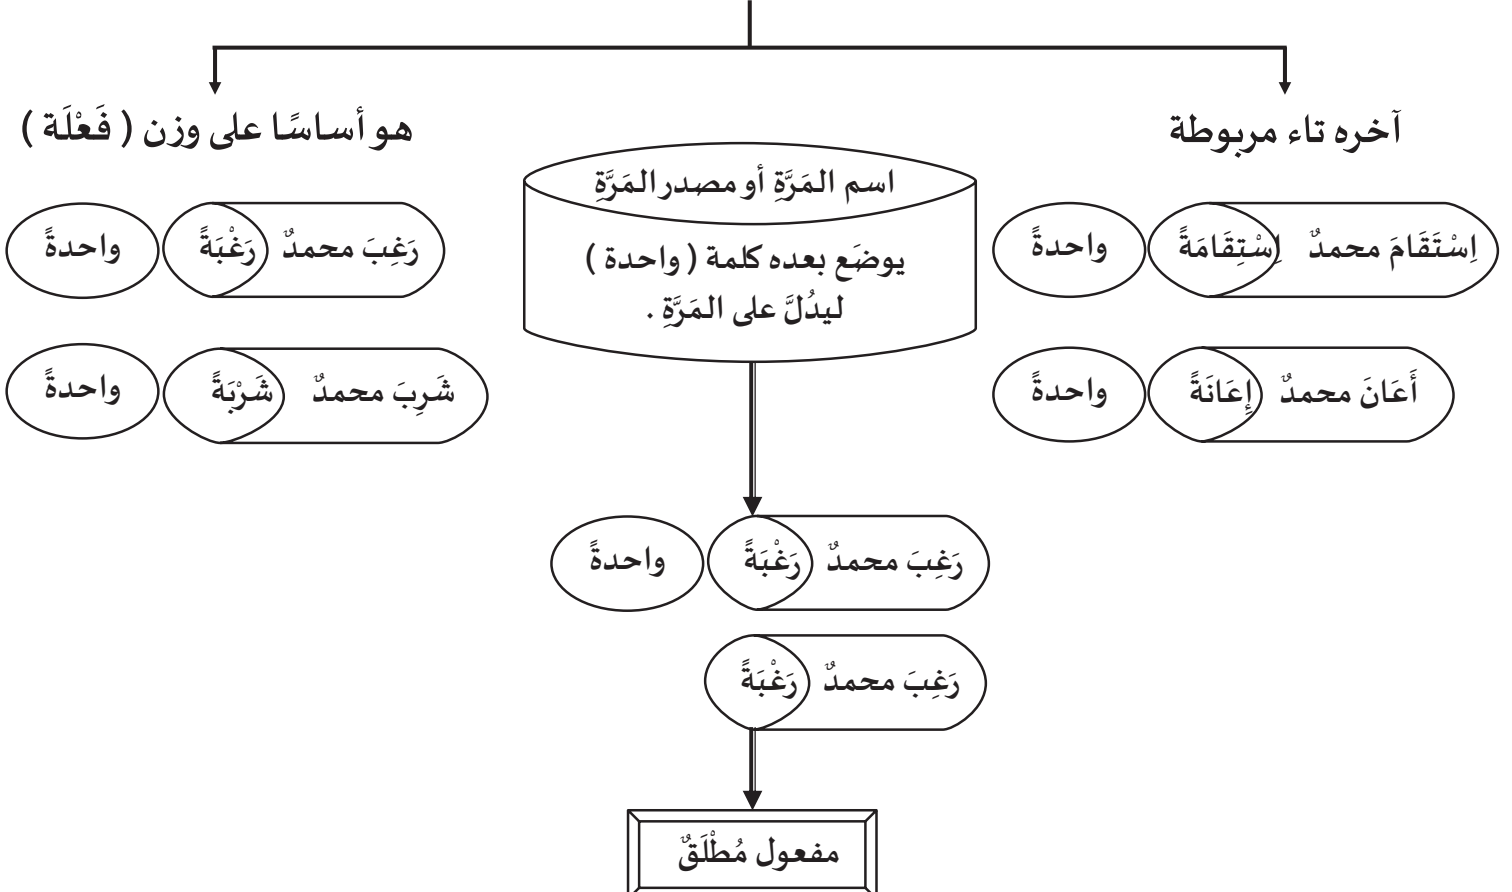 آخره تاء مربوطة
هو أساسًا على وزن ( فَعْلَة )
اسم المَرَّةِ أو مصدر المَرَّةِ
يوضَع بعده كلمة ( واحدة )
ليدُلَّ على المَرَّةِ .
اِسْتَقَامَ محمدٌ اِسْتِقَامَةً واحدةً
أَعَانَ محمدٌ إِعَانَةً واحدةً
رَغِبَ محمدٌ رَغْبَةً واحدةً
شَرِبَ محمدٌ شَرْبَةً واحدةً
رَغِبَ محمدٌ رَغْبَةً واحدةً
رَغِبَ محمدٌ رَغْبَةً
مفعول مُطْلَقٌ